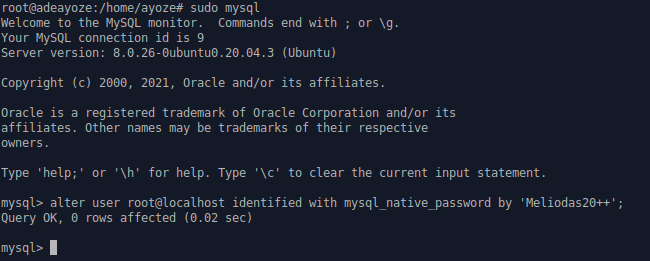 root@adeayoze:/home/ayoze# sudo mysql
Welcome to the MySQL monitor.  Commands end with ; or \g.
Your MySQL connection id is 9
Server version: 8.0.26-0ubuntu0.20.04.3 (Ubuntu)
Copyright (c) 2000, 2021, Oracle and/or its affiliates.
Oracle is a registered trademark of Oracle Corporation and/or its
affiliates. Other names may be trademarks of their respective
owners.
Type 'help;' or '\h' for help. Type '\c' to clear the current input statement.
mysql> alter user root@localhost identified with mysql_native_password by 'Meliodas20++';
Query OK, 0 rows affected (0.02 sec)
mysql>